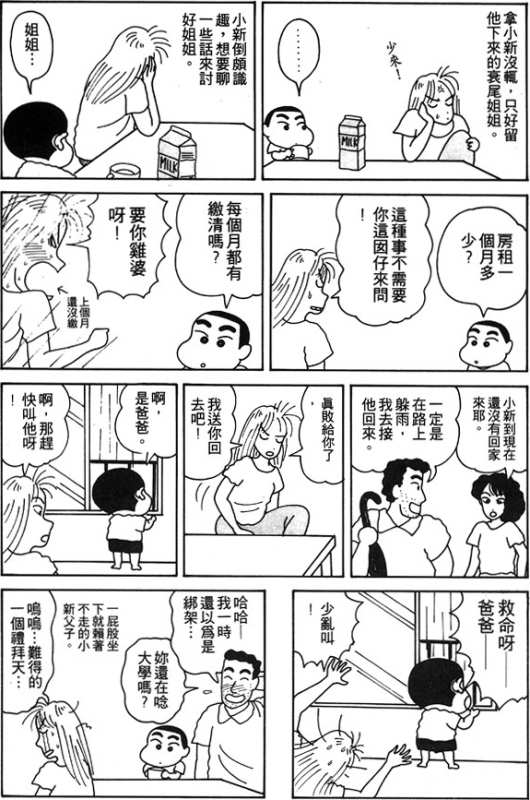 拿小新沒輒，只好留
他下來的衰尾姐姐。
………
少來！
MILK
小新倒頗識
趣，想要聊
一些話來討
好姐姐。
姐姐…
MILK
房租一
個月多
少？
這種事不需要
你這囡仔來問
！
每個月都有
繳清嗎？
要你雞婆
呀！
上個月
還沒繳
小新到現在
還沒有回家
來耶。
一定是
在路上
躲雨，
我去接
他回來。
眞敗給你了
，
我送你回
去吧！
啊，
是爸爸。
啊，那趕
快叫他呀
！
救命呀
爸爸——
少亂叫
！
哈哈—
我一時
還以為是
綁架…
妳還在唸
大學嗎？
一屁股坐
下就賴著
不走的小
新父子。
嗚嗚…難得的
一個禮拜天…